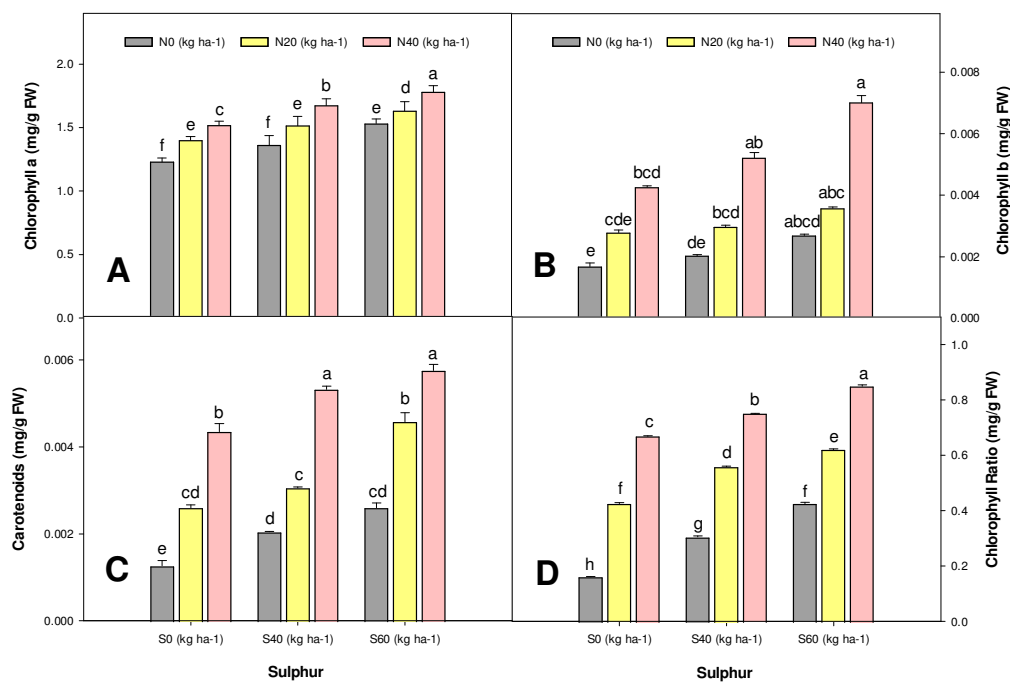 N0 (kg ha-1) N20 (kg ha-1) N40 (kg ha-1)
2.0
1.5
1.0
0.5
0.0
Chlorophyll a (mg/g FW)
f e c f e b e d a
A
N0 (kg ha-1) N20 (kg ha-1) N40 (kg ha-1)
0.008
0.006
0.004
0.002
0.000
Chlorophyll b (mg/g FW)
e cde bcd de bcd ab abcd abc a
B
0.006
0.004
0.002
0.000
Carotenoids (mg/g FW)
e cd b d c a cd b a
C
S0 (kg ha-1) S40 (kg ha-1) S60 (kg ha-1)
Sulphur
1.0
0.8
0.6
0.4
0.2
0.0
Chlorophyll Ratio (mg/g FW)
h f c g d b f e a
D
S0 (kg ha-1) S40 (kg ha-1) S60 (kg ha-1)
Sulphur